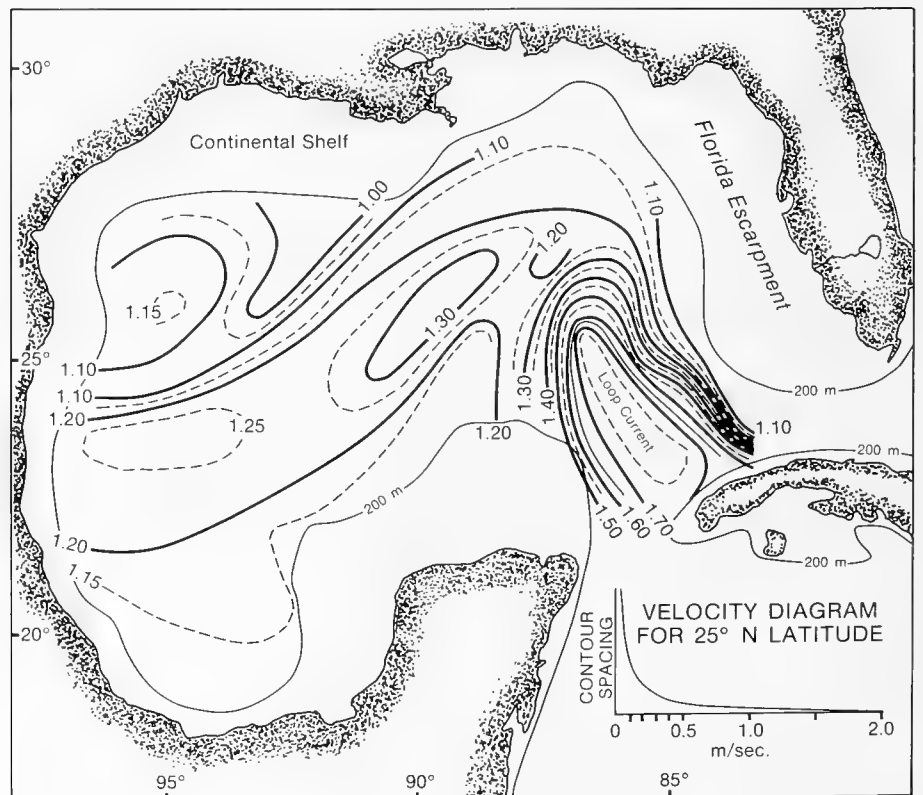 30°
Continental Shelf
1.00
1.10
Florida Escarpment
1.10
1.20
1.15
1.30
25°
1.10
1.10
1.20
1.25
1.30
1.40
Loop Current
200 m
1.10
1.20
200 m
200 m
1.50
1.60
1.70
1.20
1.15
200 m
20°
VELOCITY DIAGRAM
FOR 25° N LATITUDE
CONTOUR
SPACING
0 0.5 1.0 2.0
m/sec.
95° 90° 85°